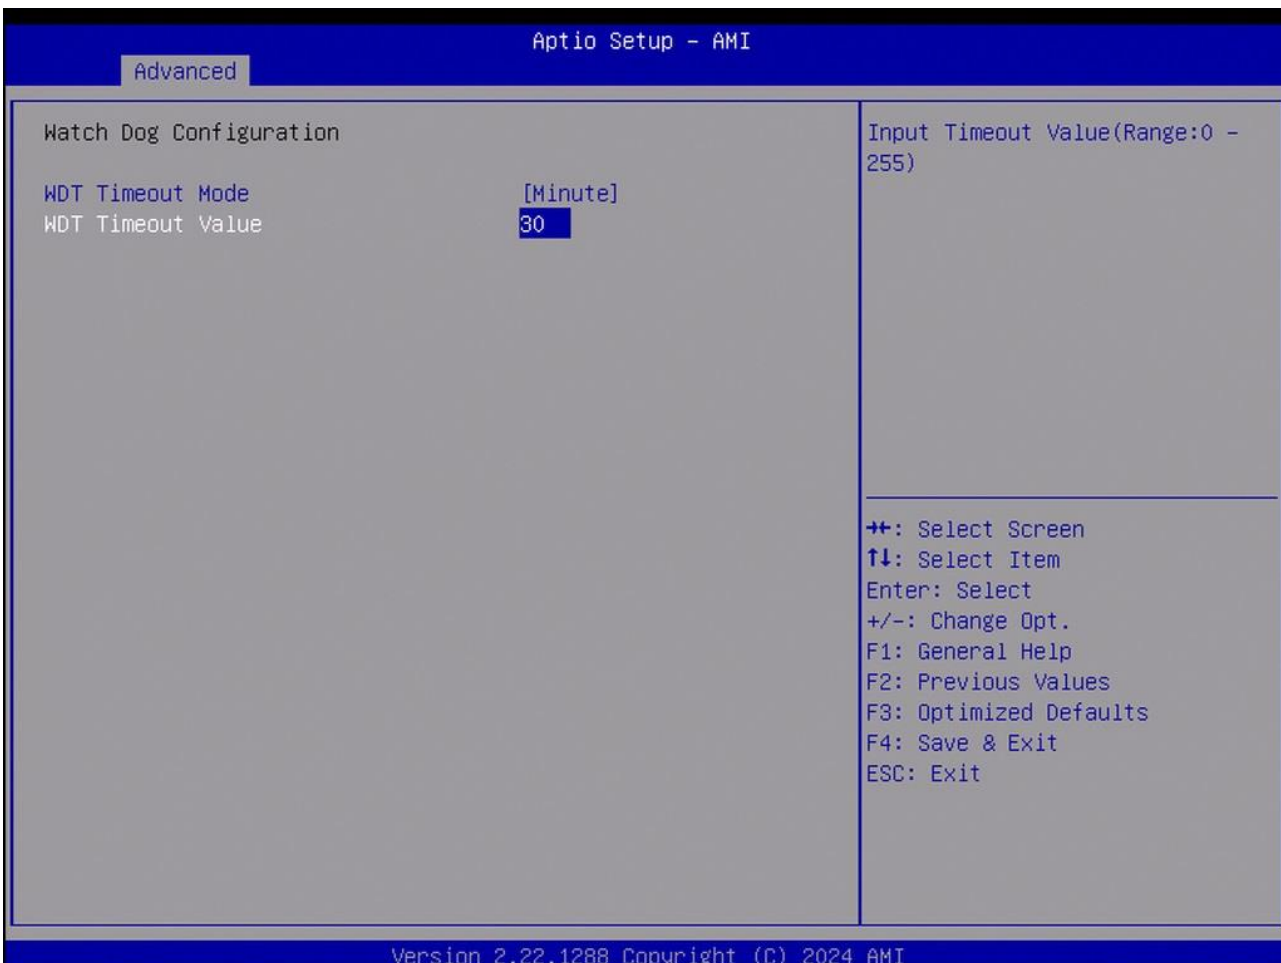 Aptio Setup - AMI
Advanced
Watch Dog Configuration
WDT Timeout Mode [Minute]
WDT Timeout Value 30
Input Timeout Value(Range:0 -
255)
→←: Select Screen
↑↓: Select Item
Enter: Select
+/-: Change Opt.
F1: General Help
F2: Previous Values
F3: Optimized Defaults
F4: Save & Exit
ESC: Exit
Version 2.22.1288 Copyright (C) 2024 AMI